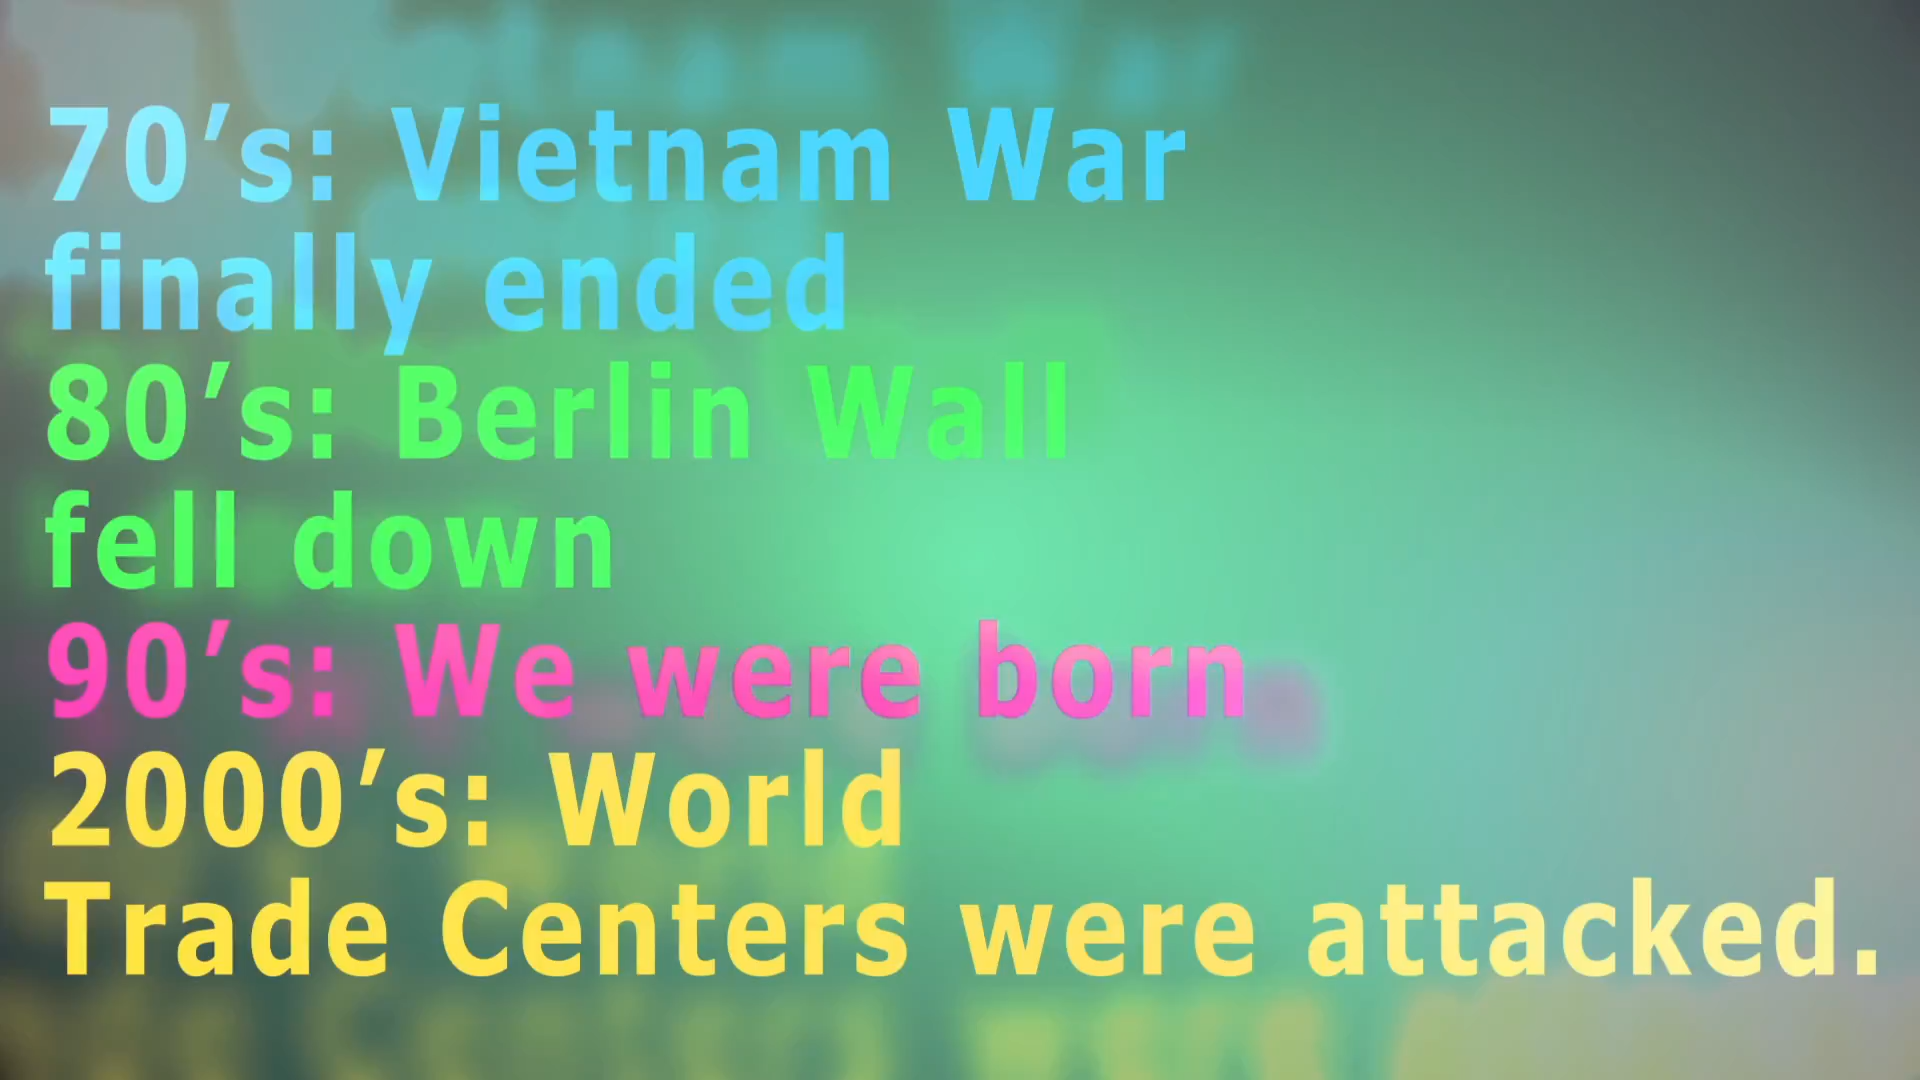 70’s: Vietnam War
finally ended
80’s: Berlin Wall
fell down
90’s: We were born
2000’s: World
Trade Centers were attacked.